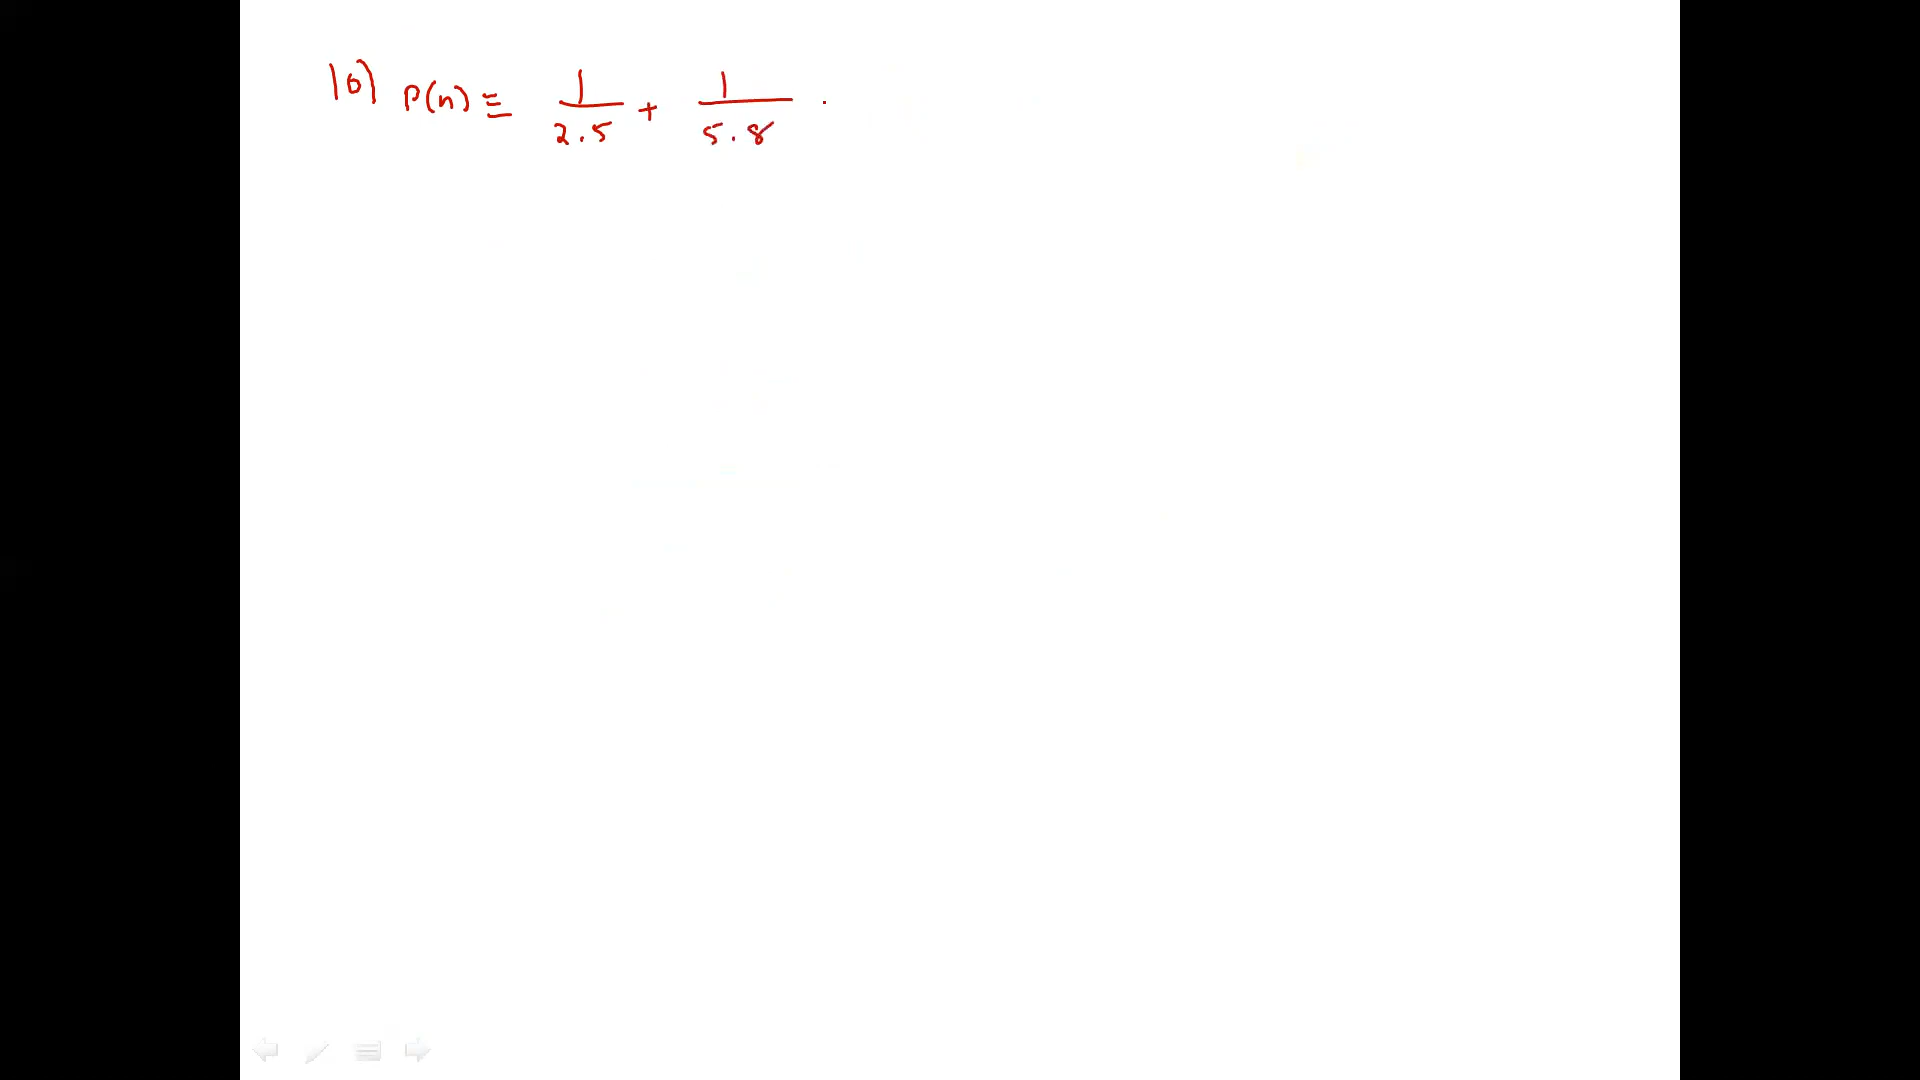 10) P(n) ≡ 1/2.5 + 1/5.8 .